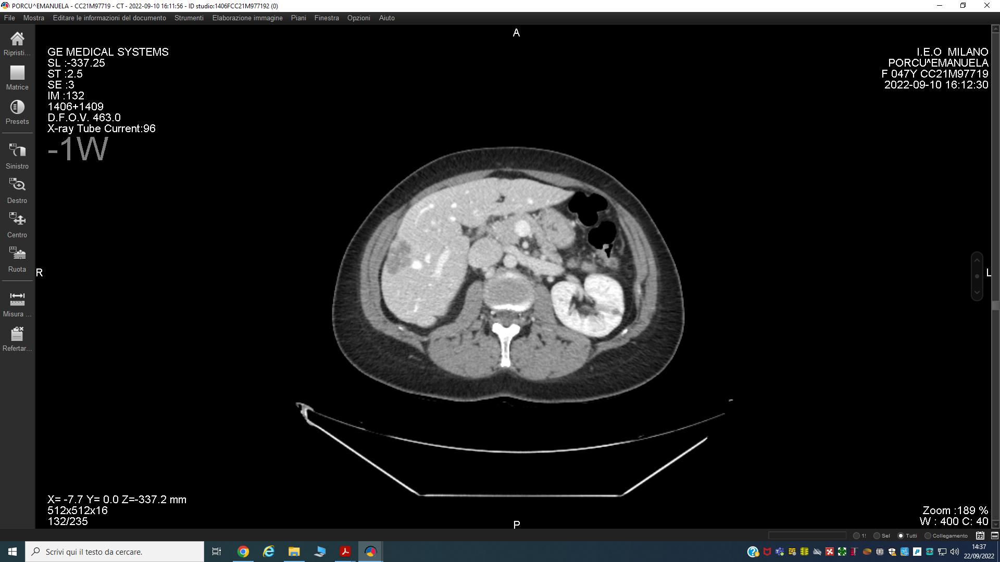 PORCU^EMANUELA - CC21M97719 - CT - 2022-09-10 16:11:56 - ID studio:1406FCC21M977192 (0)
File Mostra Editare le informazioni del documento Strumenti Elaborazione immagine Piani Finestra Opzioni Aiuto
Ripristi...
Matrice
Presets
Sinistro
Destro
Centro
Ruota
Misura ...
Refertar...
A
GE MEDICAL SYSTEMS
SL :-337.25
ST :2.5
SE :3
IM :132
1406+1409
D.F.O.V. 463.0
X-ray Tube Current:96
-1W
I.E.O MILANO
PORCU^EMANUELA
F 047Y CC21M97719
2022-09-10 16:12:30
R
L
X= -7.7 Y= 0.0 Z=-337.2 mm
512x512x16
132/235
P
Zoom :189 %
W : 400 C: 40
1! Sel Tutti Collegamento 22
Scrivi qui il testo da cercare.
14:37
22/09/2022